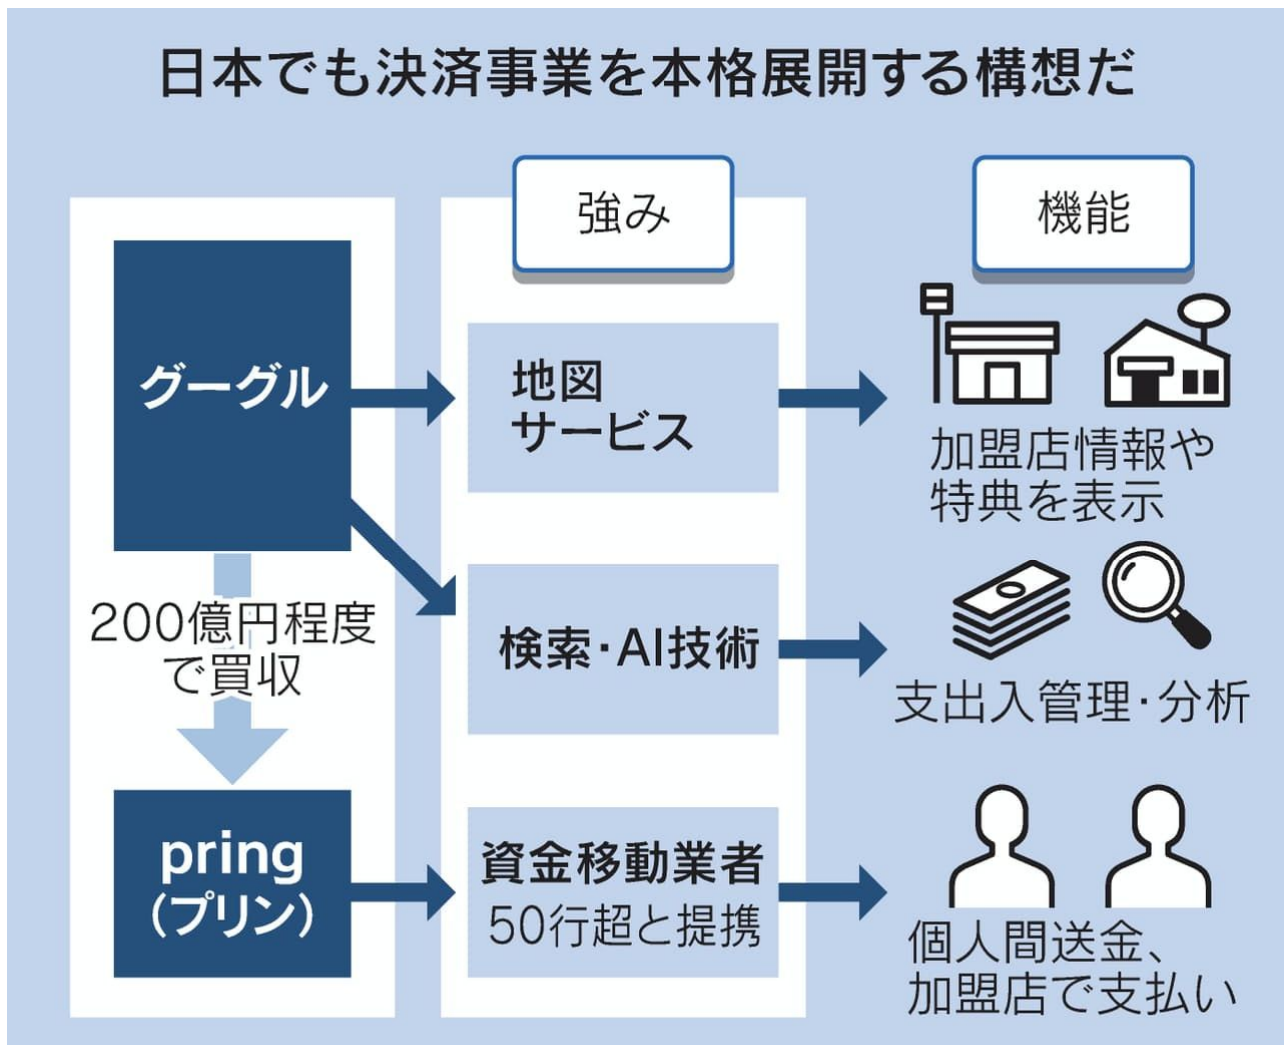 日本でも決済事業を本格展開する構想だ
強み
機能
グーグル
地図
サービス
加盟店情報や
特典を表示
200億円程度
で買収
検索・AI技術
支出入管理・分析
pring
(プリン)
資金移動業者
50行超と提携
個人間送金、
加盟店で支払い